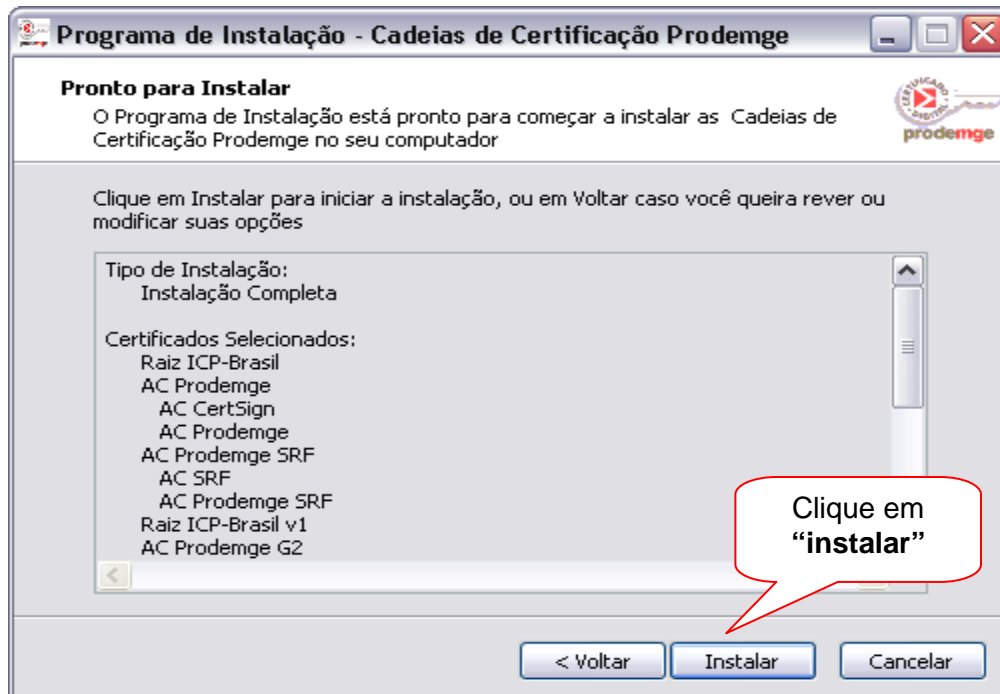 Programa de Instalação - Cadeias de Certificação Prodemge
Pronto para Instalar
O Programa de Instalação está pronto para começar a instalar as Cadeias de
Certificação Prodemge no seu computador
prodemge
Clique em Instalar para iniciar a instalação, ou em Voltar caso você queira rever ou
modificar suas opções
Tipo de Instalação:
Instalação Completa
Certificados Selecionados:
Raiz ICP-Brasil
AC Prodemge
AC CertSign
AC Prodemge
AC Prodemge SRF
AC SRF
AC Prodemge SRF
Raiz ICP-Brasil v1
AC Prodemge G2
Clique em
“instalar”
< Voltar
Instalar
Cancelar